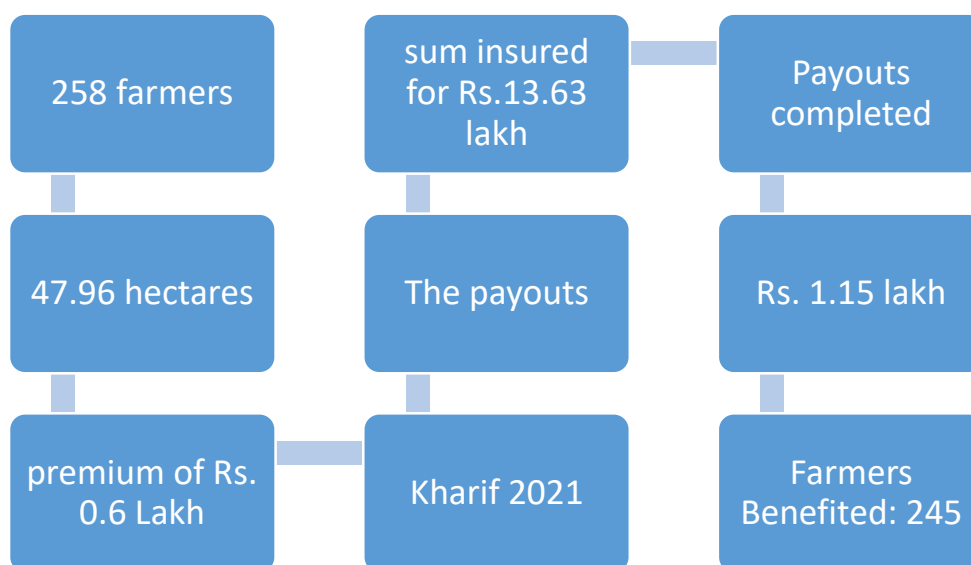 258 farmers
47.96 hectares
premium of Rs.
0.6 Lakh
Kharif 2021
The payouts
sum insured
for Rs.13.63
lakh
Payouts
completed
Rs. 1.15 lakh
Farmers
Benefited: 245